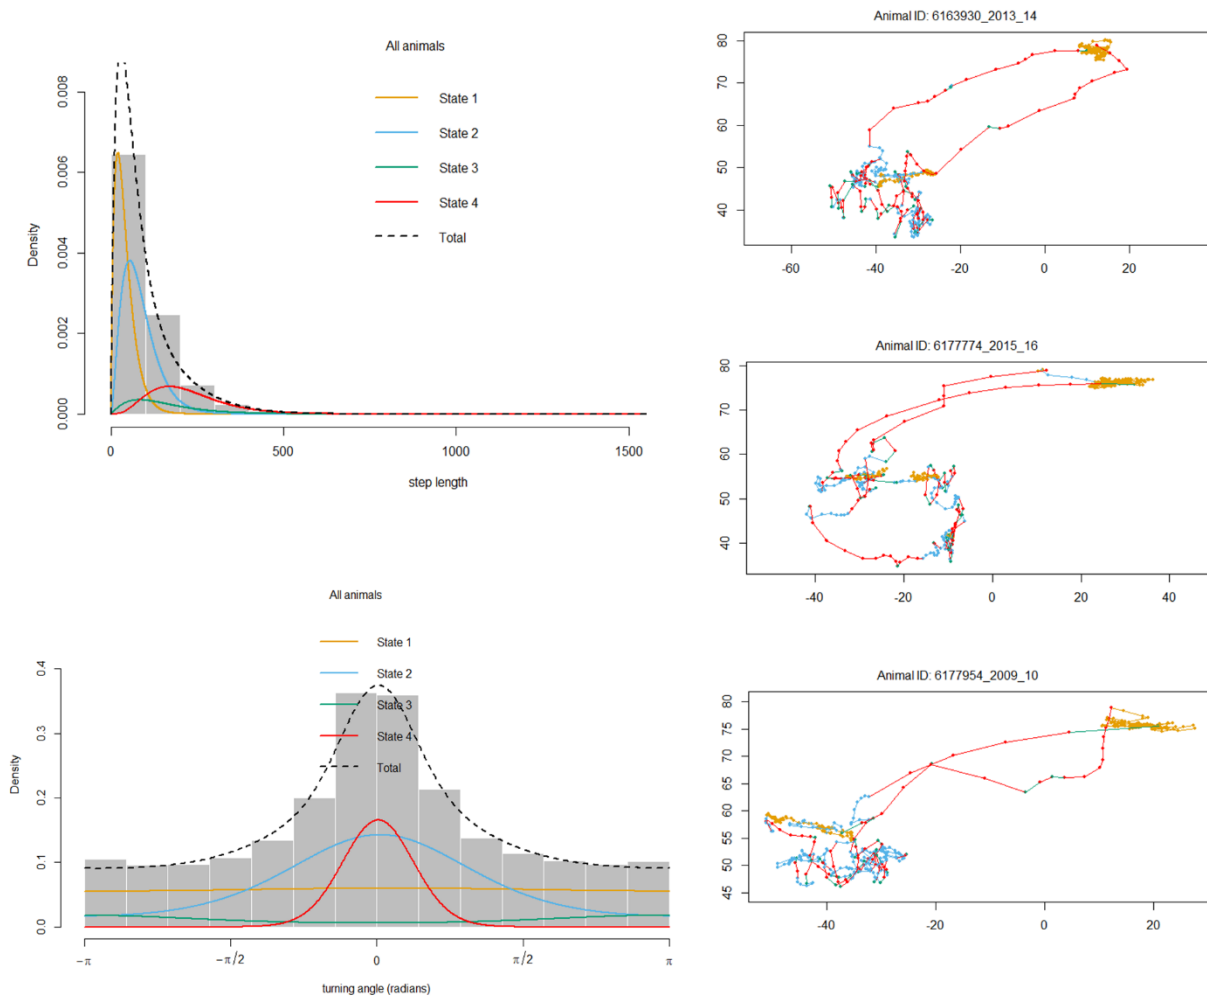 All animals
State 1
State 2
State 3
State 4
Total
Density
0.000 0.002 0.004 0.006 0.008
0 500 1000 1500
step length
All animals
State 1
State 2
State 3
State 4
Total
Density
0.0 0.1 0.2 0.3 0.4
−π −π/2 0 π/2 π
turning angle (radians)
Animal ID: 6163930_2013_14
80
70
60
50
40
-60 -40 -20 0 20
Animal ID: 6177774_2015_16
80
70
60
50
40
-40 -20 0 20 40
Animal ID: 6177954_2009_10
80
75
70
65
60
55
50
45
-40 -20 0 20